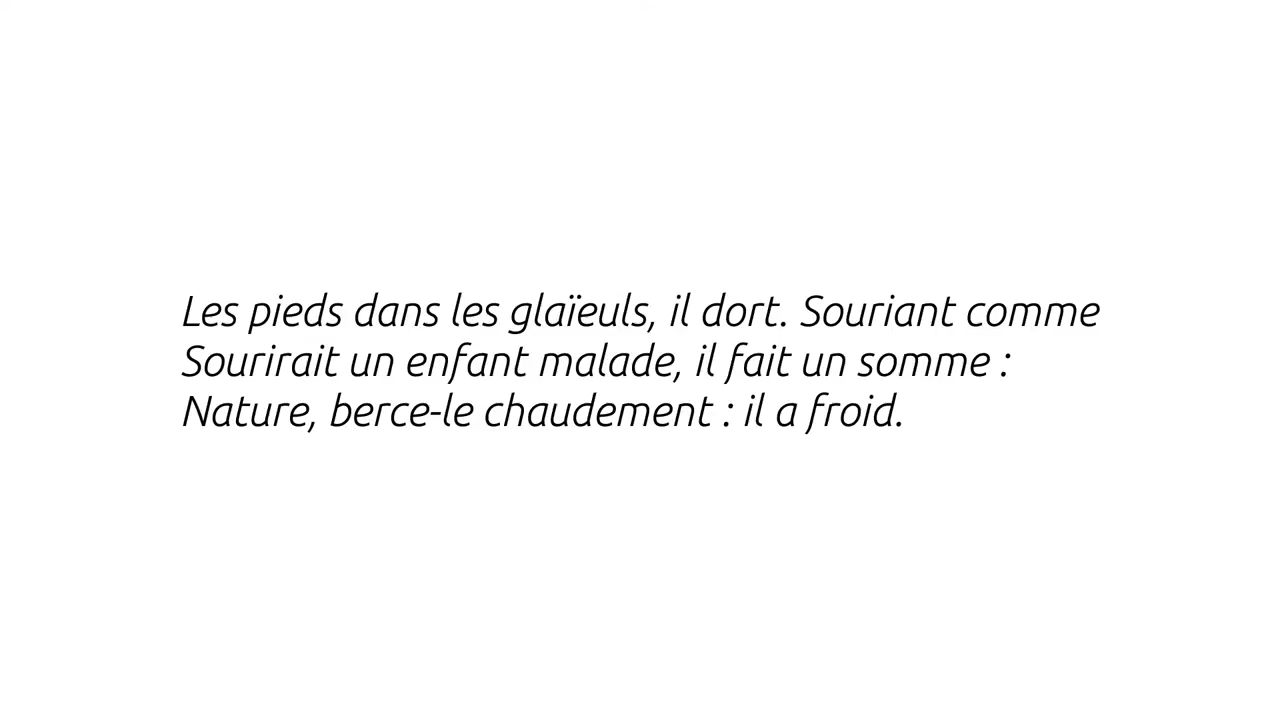 Les pieds dans les glaïeuls, il dort. Souriant comme
Sourirait un enfant malade, il fait un somme :
Nature, berce-le chaudement : il a froid.